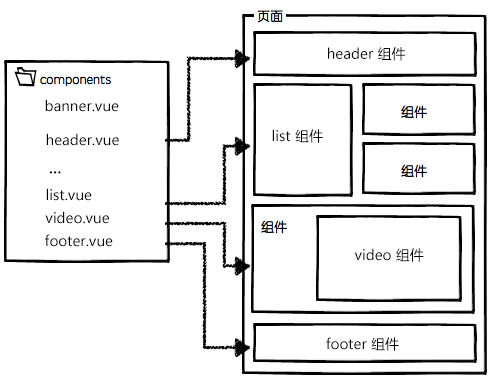 components
banner.vue
header.vue
...
list.vue
video.vue
footer.vue
页面
header 组件
list 组件
组件
组件
组件
video 组件
footer 组件